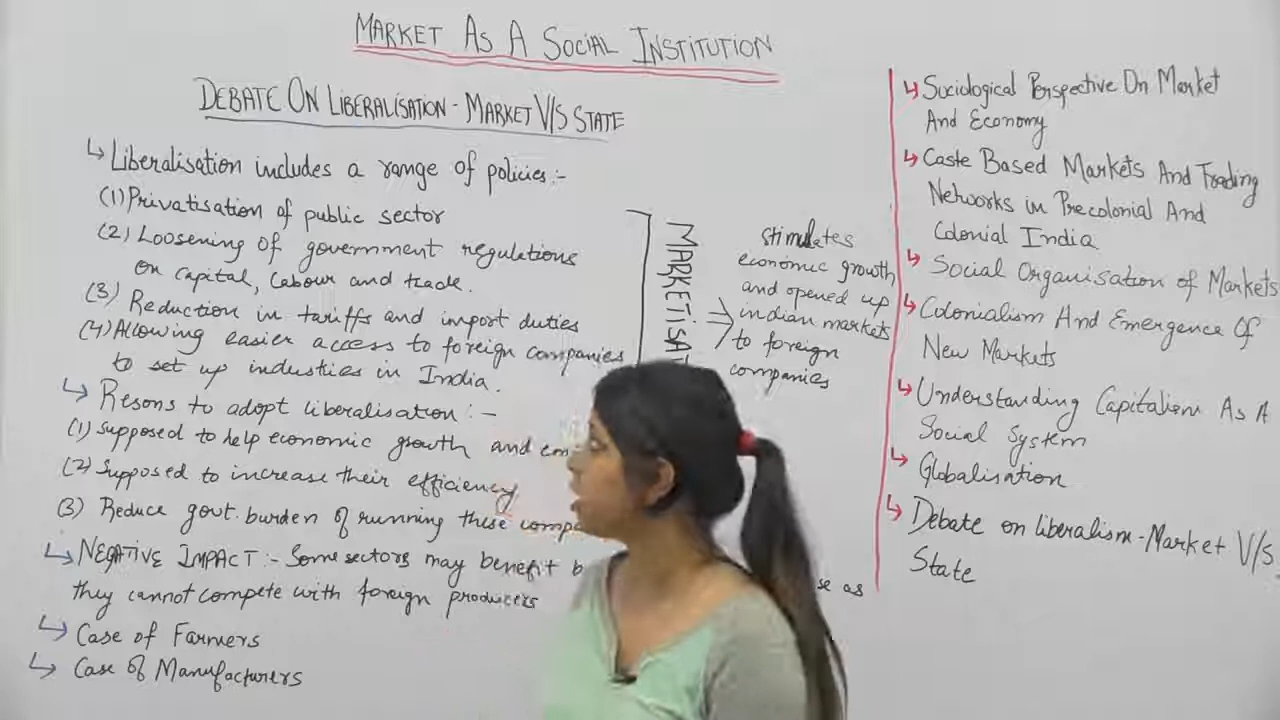 MARKET AS A SOCIAL INSTITUTION
DEBATE ON LIBERALISATION - MARKET V/S STATE
↳ Liberalisation includes a range of policies:-
(1) Privatisation of public sector
(2) Loosening of government regulations
on capital, labour and trade.
(3) Reduction in tariffs and import duties
(4) Allowing easier access to foreign companies
to set up industies in India.
MARKETISAT
⇒ stimulates
economic growth
and opened up
indian markets
to foreign
companies
↳ Resons to adopt liberalisation :-
(1) Supposed to help economic growth and
(2) Supposed to increase their efficiency
(3) Reduce govt. burden of running these
↳ NEGATIVE IMPACT :- Some sectors may benefit
se as
they cannot compete with foreign producers
↳ Case of Farmers
↳ Case of Manufacturers
↳ Sociological Perspective On Market
And Economy
↳ Caste Based Markets And Trading
Networks in Precolonial And
Colonial India
↳ Social Organisation of Markets
↳ Colonialism And Emergence Of
New Markets
↳ Understanding Capitalism As A
Social System
↳ Globalisation
↳ Debate on liberalism - Market V/S
State